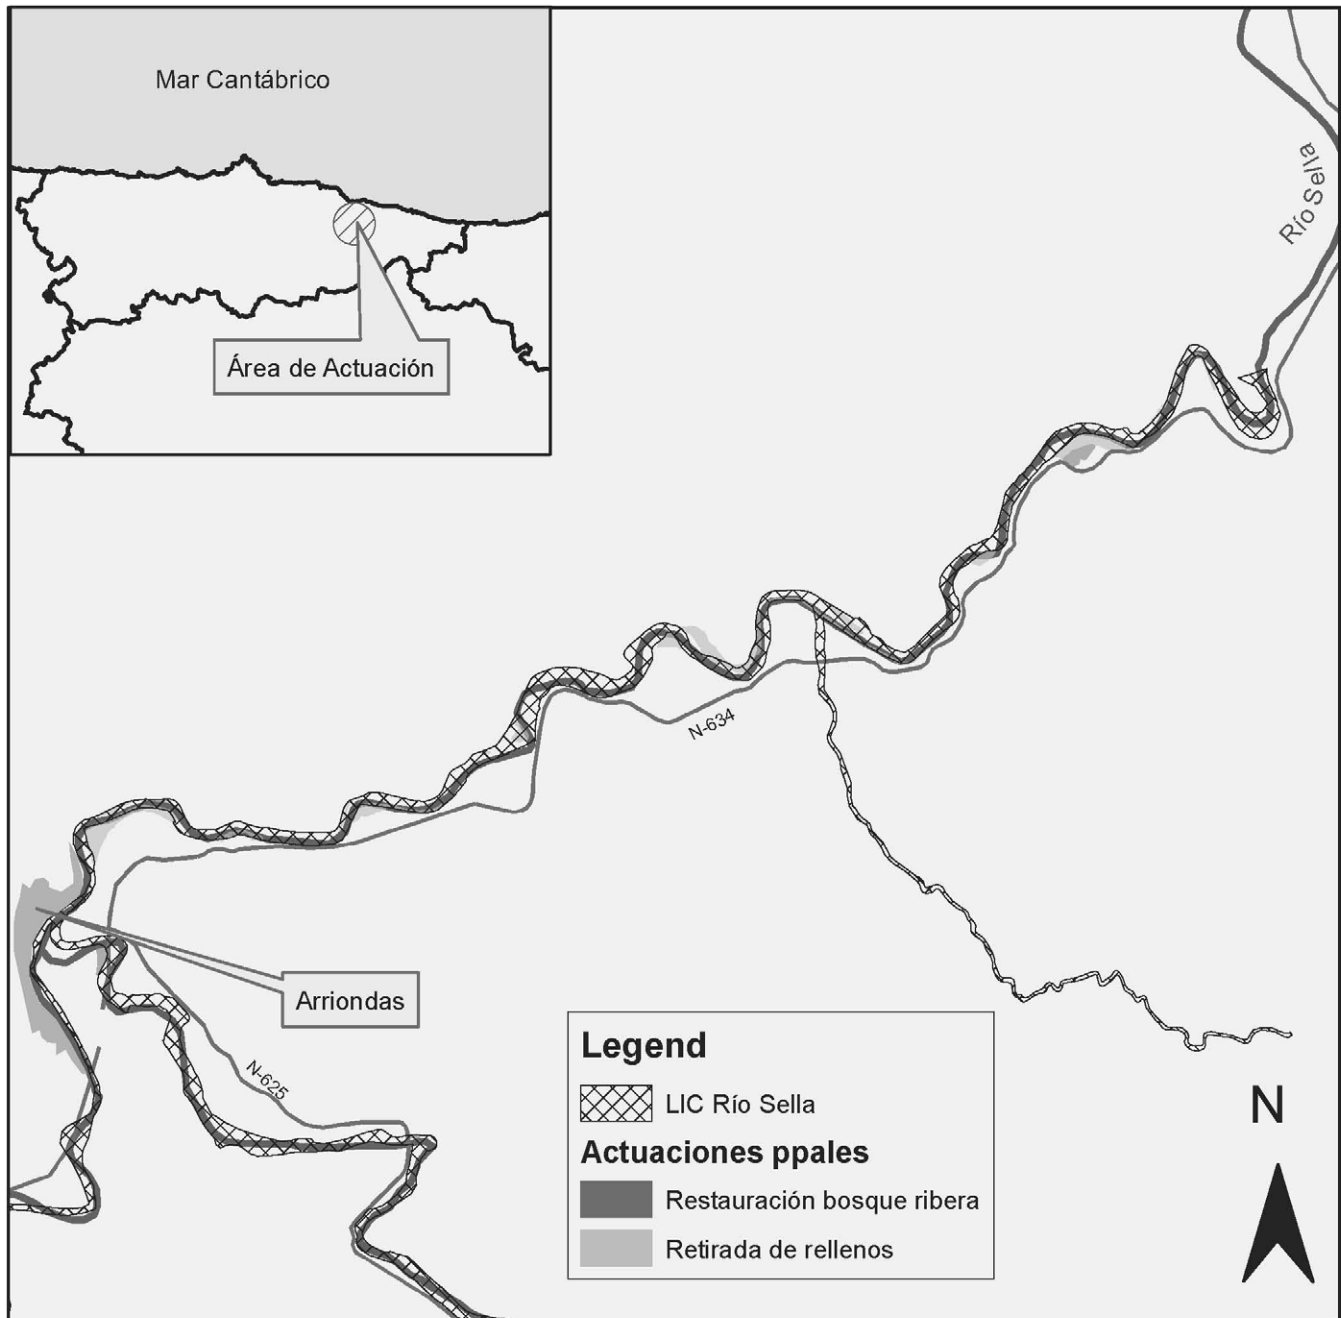 Mar Cantábrico
Área de Actuación
Río Sella
N-634
Arriondas
N-625
Legend
LIC Río Sella
Actuaciones ppales
Restauración bosque ribera
Retirada de rellenos
N